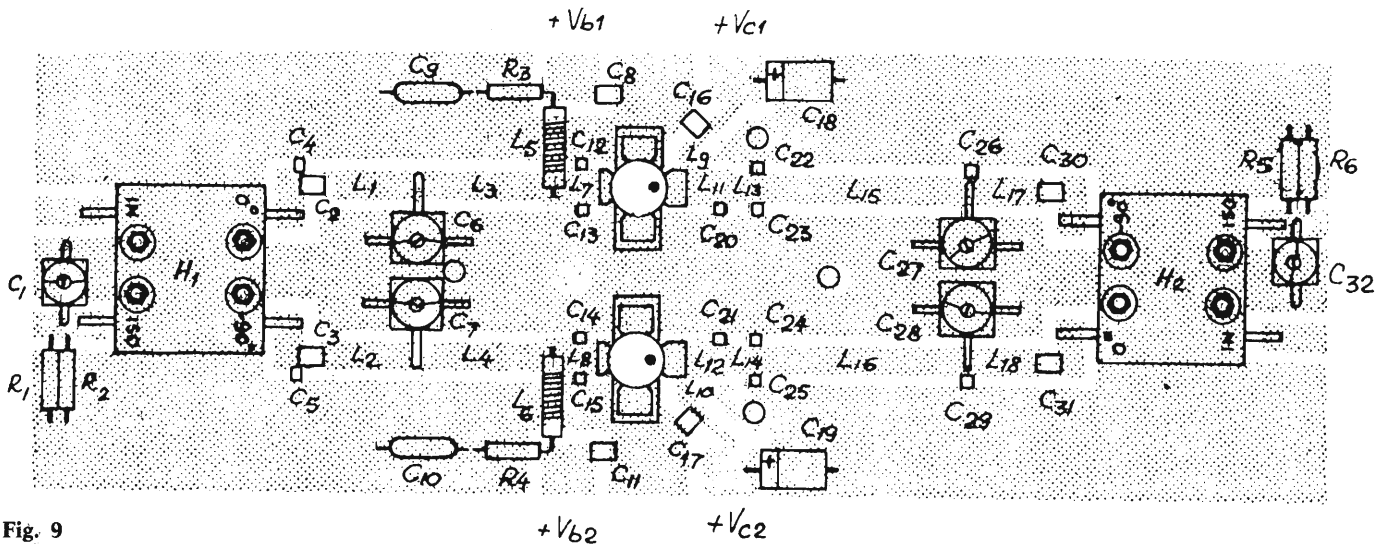 +Vb1 +Vc1
C9 R3 C8 C16 C18
C4 L5 C12 L9 C22 C26 C30 R5 R6
C2 L1 L3 L7 L11 L13 L15 L17
IN
C6 C13 C20 C23
C1 H1 C27 H2 C32
ISO
C7 C14 C21 C24 C28
IN
C3 L2 L4 L8 L12 L14 L16 L18
R1 R2 C5 L6 C15 L10 C25 C29 C31
C10 R4 C11 C17 C19
Fig. 9
+Vb2 +Vc2